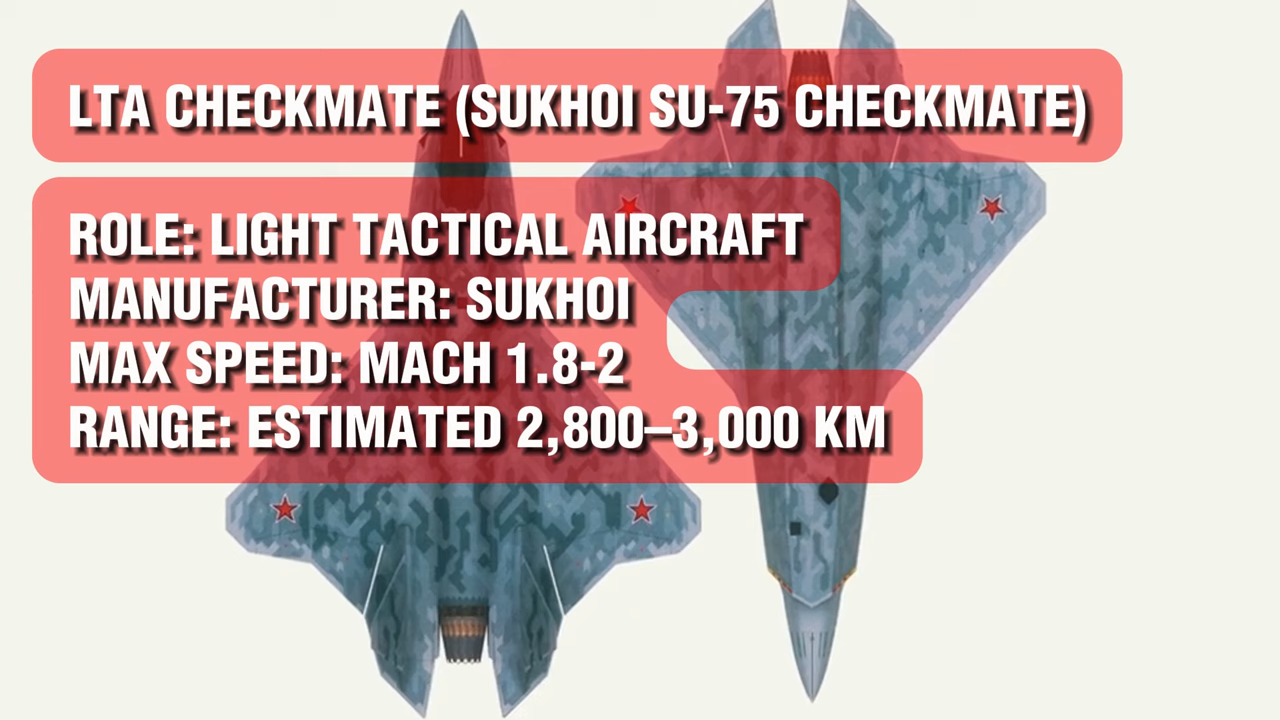 LTA CHECKMATE (SUKHOI SU-75 CHECKMATE)
ROLE: LIGHT TACTICAL AIRCRAFT
MANUFACTURER: SUKHOI
MAX SPEED: MACH 1.8-2
RANGE: ESTIMATED 2,800–3,000 KM